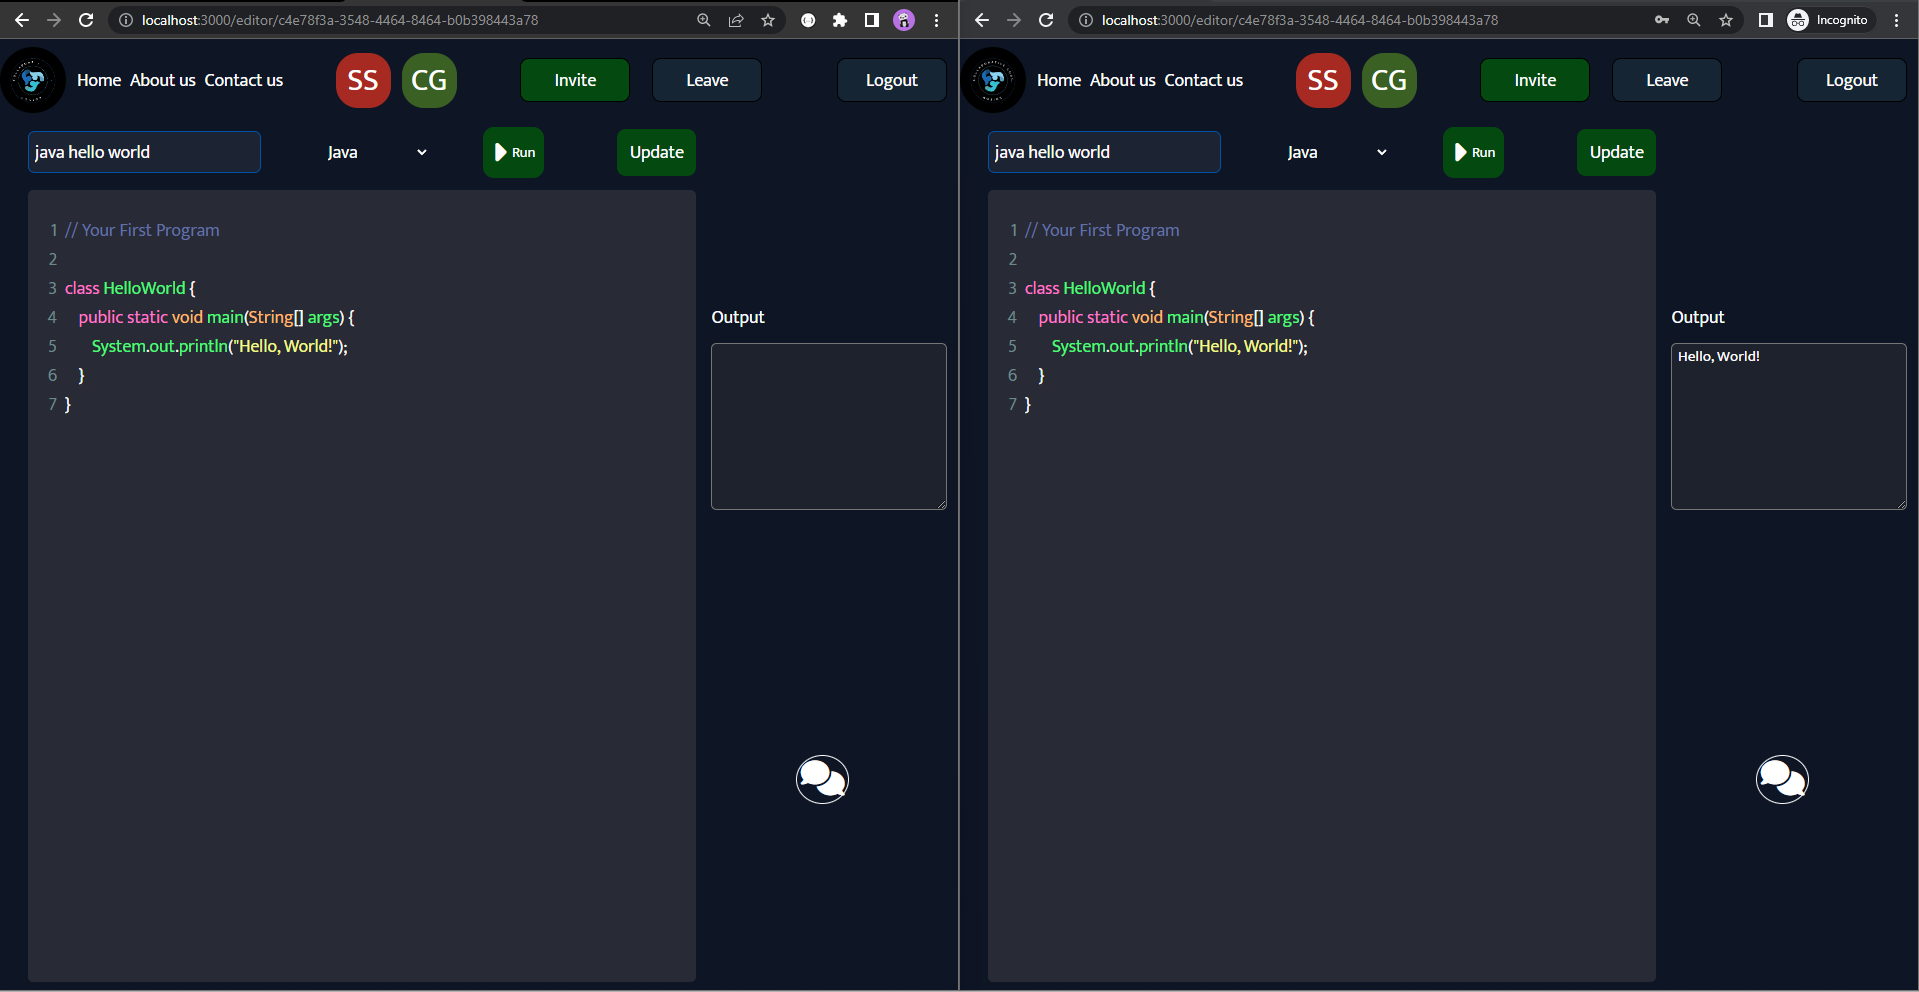 localhost:3000/editor/c4e78f3a-3548-4464-8464-b0b398443a78
Home About us Contact us SS CG Invite Leave Logout
java hello world Java Run Update
1 // Your First Program
2
3 class HelloWorld {
4 public static void main(String[] args) {
5 System.out.println("Hello, World!");
6 }
7 }
Output
localhost:3000/editor/c4e78f3a-3548-4464-8464-b0b398443a78 Incognito
Home About us Contact us SS CG Invite Leave Logout
java hello world Java Run Update
1 // Your First Program
2
3 class HelloWorld {
4 public static void main(String[] args) {
5 System.out.println("Hello, World!");
6 }
7 }
Output
Hello, World!